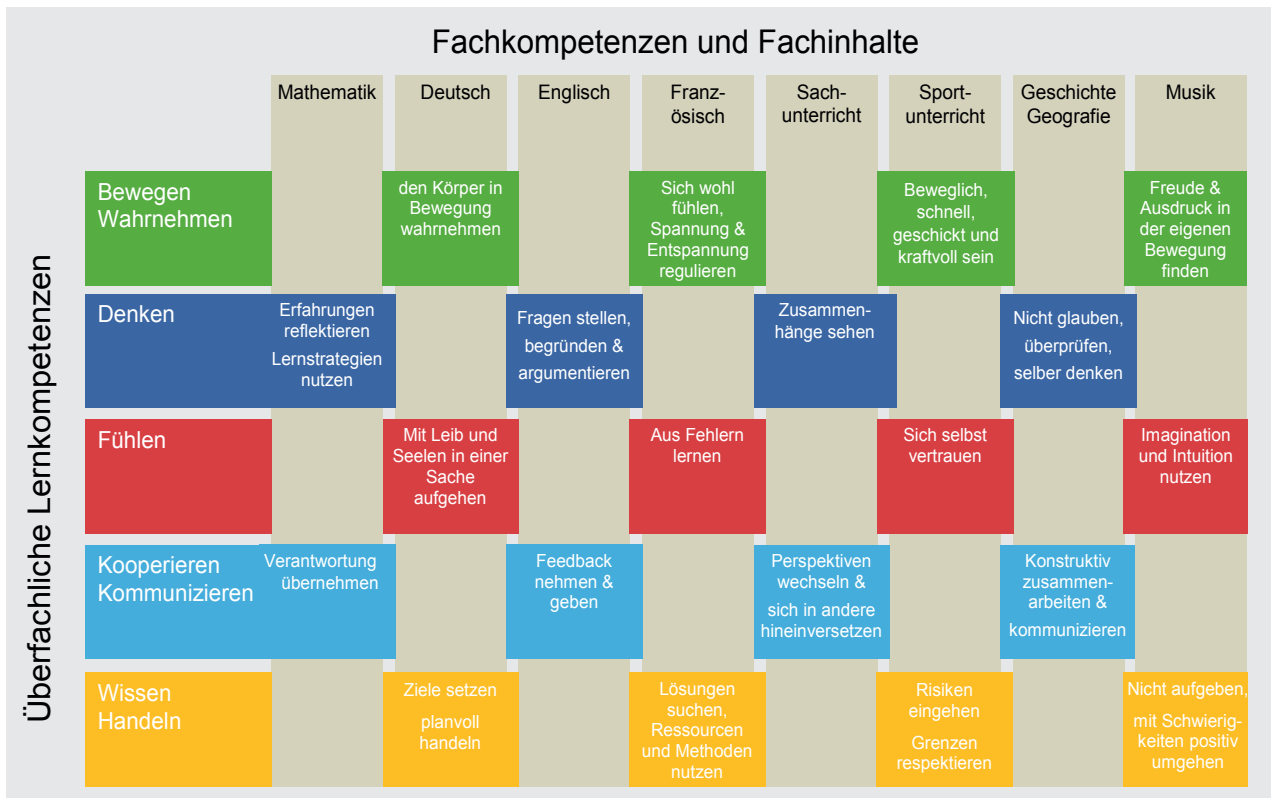 Fachkompetenzen und Fachinhalte
Mathematik
Deutsch
Englisch
Franz-
ösisch
Sach-
unterricht
Sport-
unterricht
Geschichte
Geografie
Musik
Überfachliche Lernkompetenzen
Bewegen
Wahrnehmen
den Körper in
Bewegung
wahrnehmen
Sich wohl
fühlen,
Spannung &
Entspannung
regulieren
Beweglich,
schnell,
geschickt und
kraftvoll sein
Freude &
Ausdruck in
der eigenen
Bewegung
finden
Denken
Erfahrungen
reflektieren
Lernstrategien
nutzen
Fragen stellen,
begründen &
argumentieren
Zusammen-
hänge sehen
Nicht glauben,
überprüfen,
selber denken
Fühlen
Mit Leib und
Seelen in einer
Sache
aufgehen
Aus Fehlern
lernen
Sich selbst
vertrauen
Imagination
und Intuition
nutzen
Kooperieren
Kommunizieren
Verantwortung
übernehmen
Feedback
nehmen &
geben
Perspektiven
wechseln &
sich in andere
hineinversetzen
Konstruktiv
zusammen-
arbeiten &
kommunizieren
Wissen
Handeln
Ziele setzen
planvoll
handeln
Lösungen
suchen,
Ressourcen
und Methoden
nutzen
Risiken
eingehen
Grenzen
respektieren
Nicht aufgeben,
mit Schwierig-
keiten positiv
umgehen